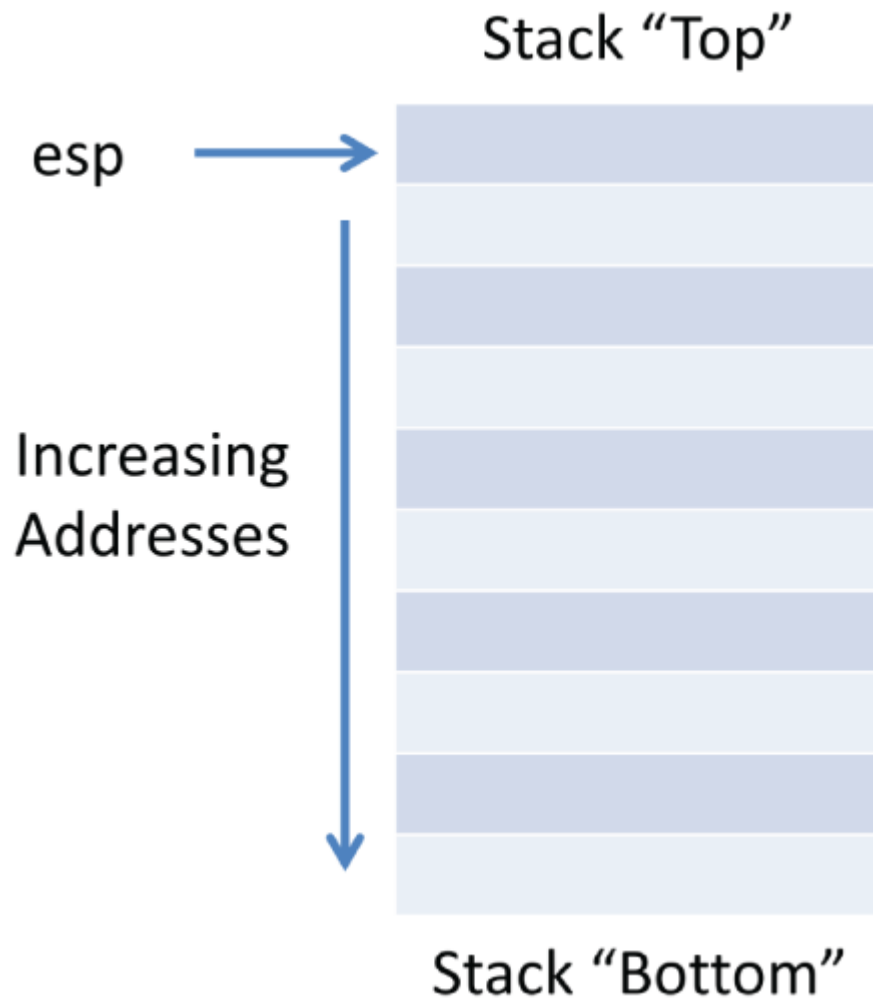 Stack “Top”
esp
Increasing
Addresses
Stack “Bottom”